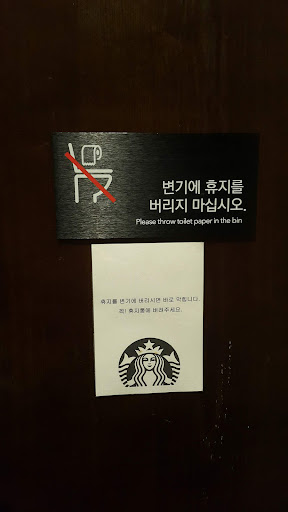 변기에 휴지를
버리지 마십시오.
Please throw toilet paper in the bin
휴지를 변기에 버리시면 바로 막힙니다.
꼭! 휴지통에 버려주세요.